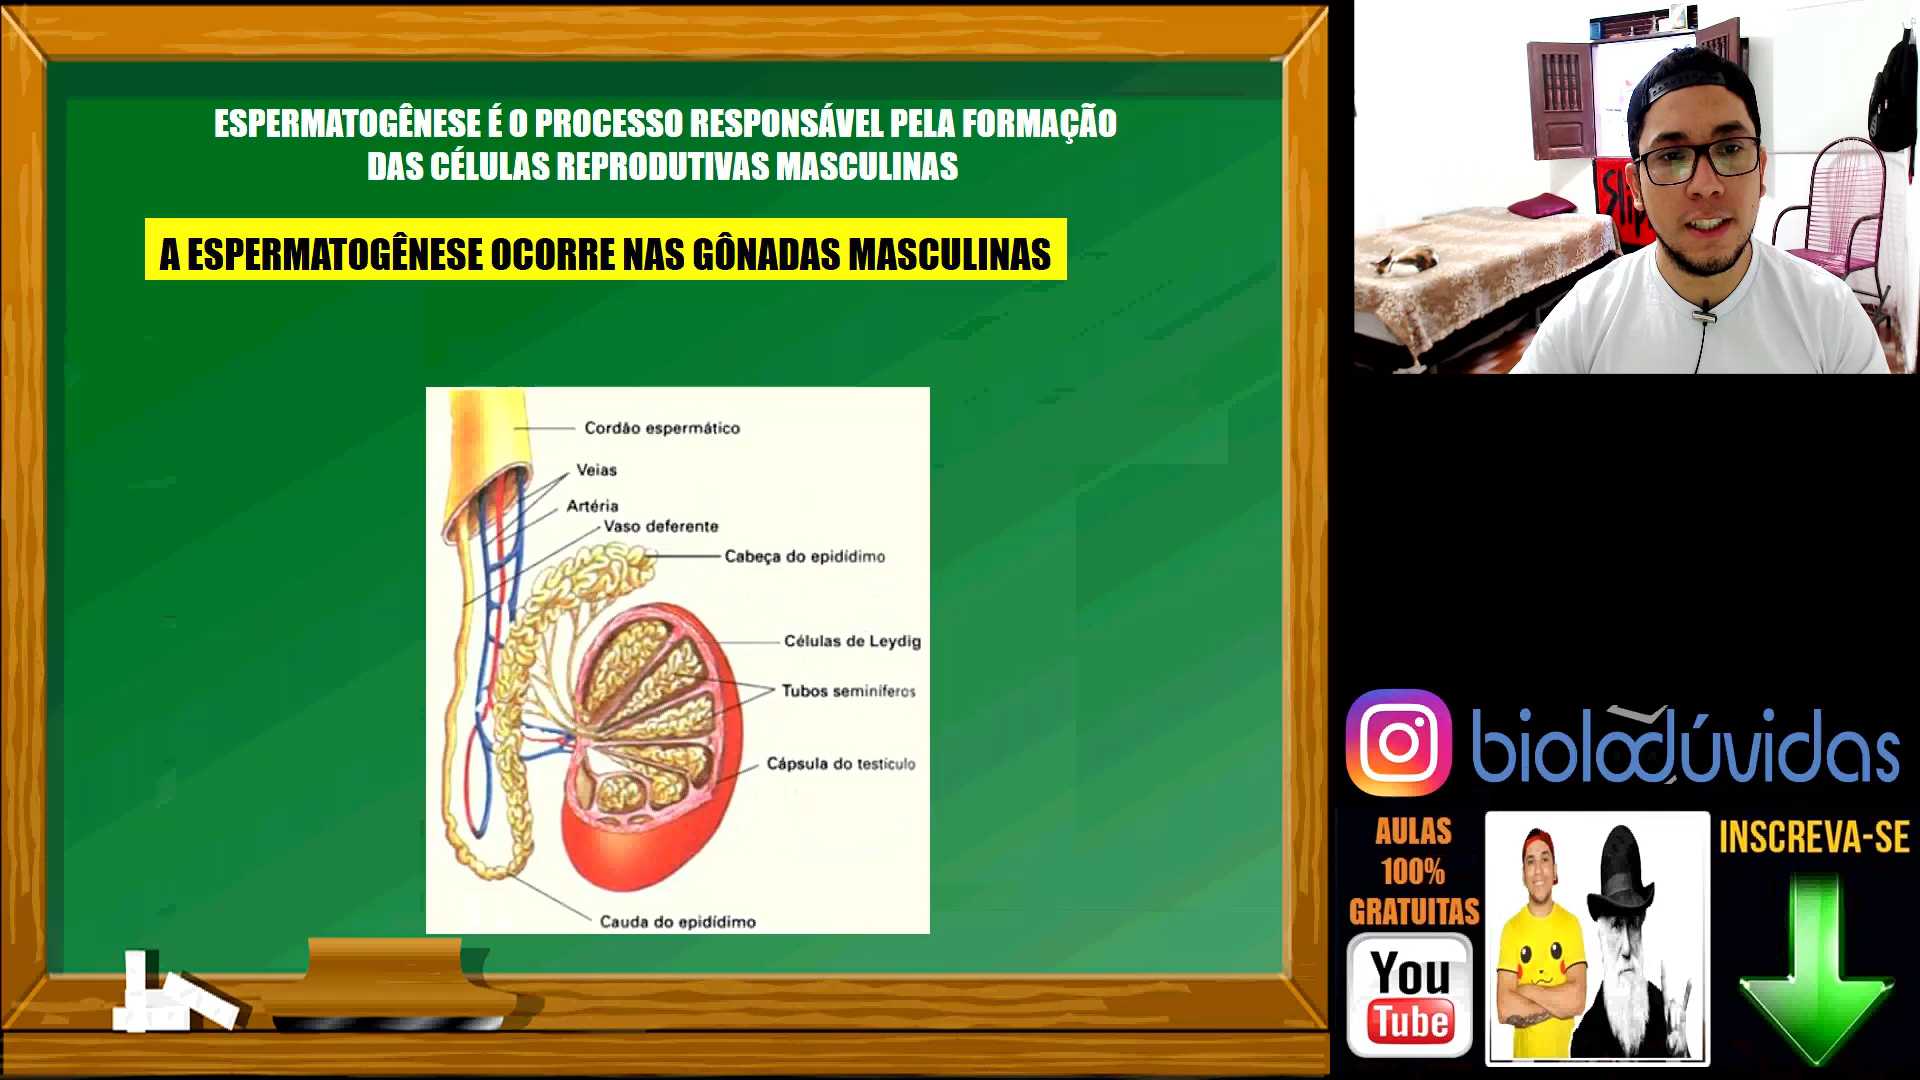 ESPERMATOGÊNESE É O PROCESSO RESPONSÁVEL PELA FORMAÇÃO
DAS CÉLULAS REPRODUTIVAS MASCULINAS
A ESPERMATOGÊNESE OCORRE NAS GÔNADAS MASCULINAS
Cordão espermático
Veias
Artéria
Vaso deferente
Cabeça do epidídimo
Células de Leydig
Tubos seminíferos
Cápsula do testículo
Cauda do epidídimo
biolodúvidas
AULAS
100%
GRATUITAS
INSCREVA-SE
You
Tube